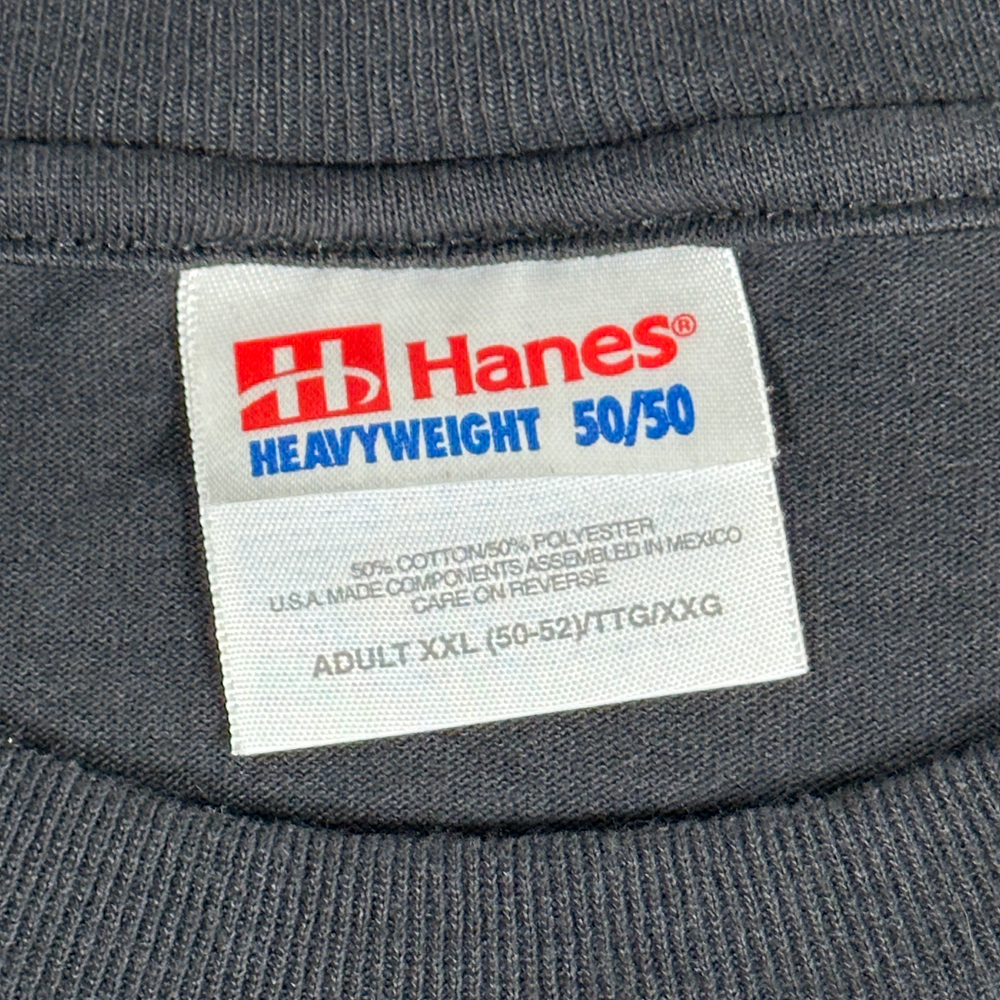 Hanes®
HEAVYWEIGHT 50/50
50% COTTON/50% POLYESTER
U.S.A. MADE COMPONENTS ASSEMBLED IN MEXICO
CARE ON REVERSE
ADULT XXL (50-52)/TTG/XXG